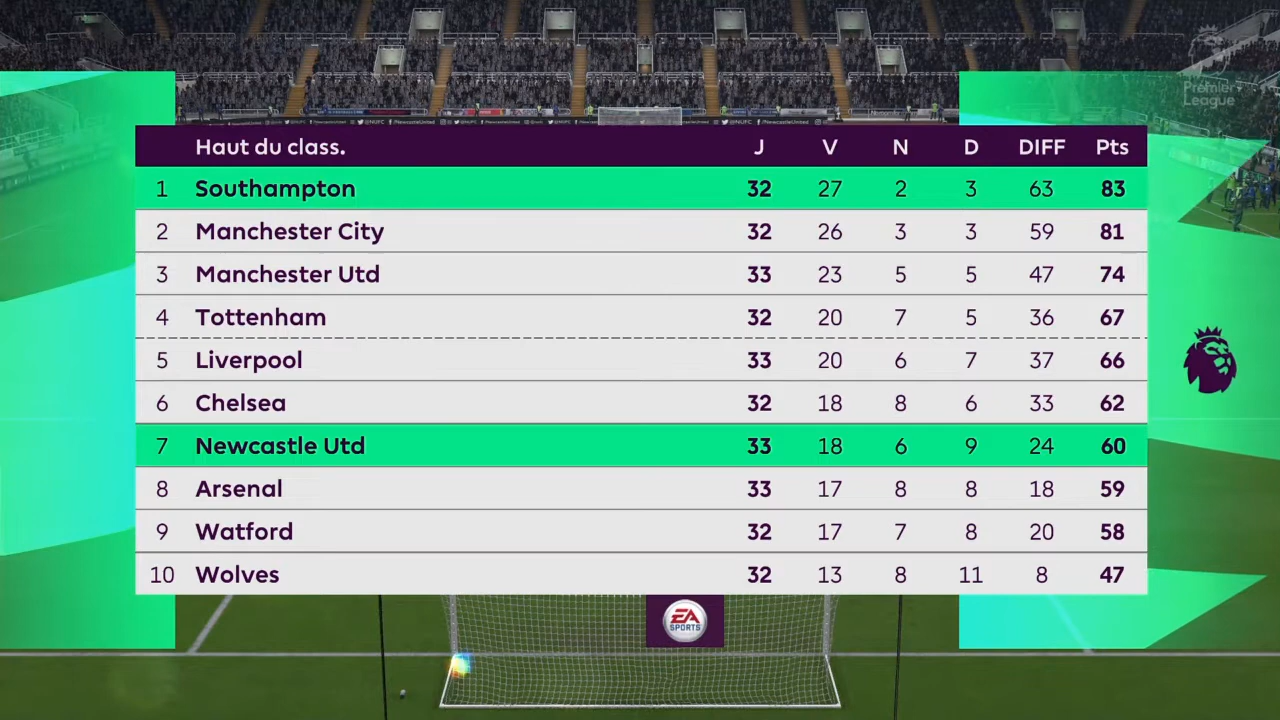 Premier
League
Haut du class. J V N D DIFF Pts
1 Southampton 32 27 2 3 63 83
2 Manchester City 32 26 3 3 59 81
3 Manchester Utd 33 23 5 5 47 74
4 Tottenham 32 20 7 5 36 67
5 Liverpool 33 20 6 7 37 66
6 Chelsea 32 18 8 6 33 62
7 Newcastle Utd 33 18 6 9 24 60
8 Arsenal 33 17 8 8 18 59
9 Watford 32 17 7 8 20 58
10 Wolves 32 13 8 11 8 47
EA
SPORTS